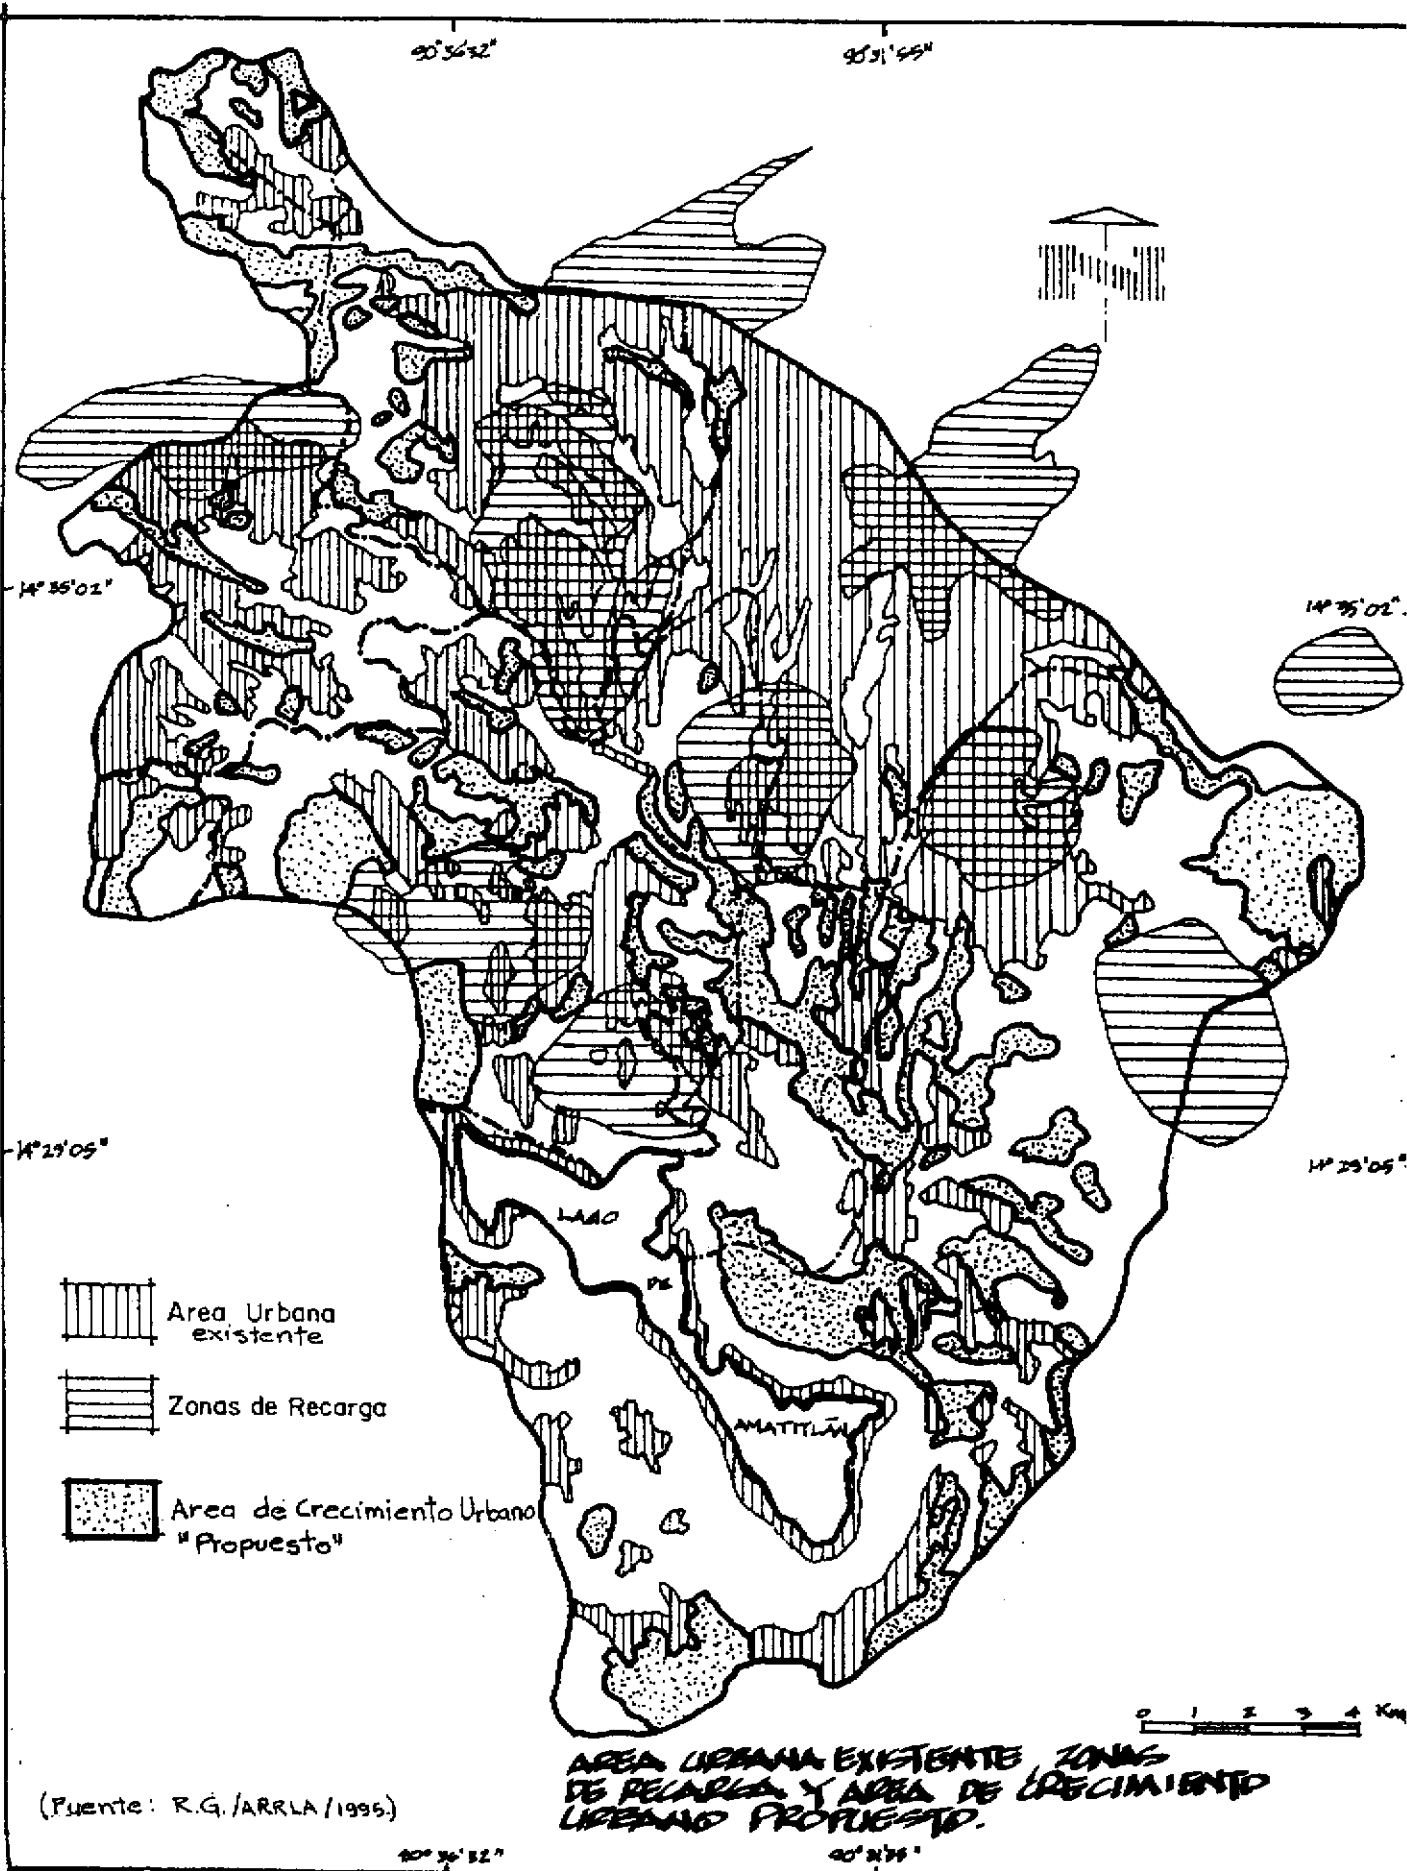 90°36'32"
90°31'55"
N
14°35'02"
14°35'02".
14°29'05"
14°29'05"
LAGO
DE
AMATITLÁN
Area Urbana
existente
Zonas de Recarga
Area de Crecimiento Urbano
"Propuesto"
0 1 2 3 4 Km
AREA URBANA EXISTENTE, ZONAS
DE RECARGA Y AREA DE CRECIMIENTO
URBANO PROPUESTO.
(Fuente: R.G./ARRLA/1995.)
90°36'32"
90°31'55"